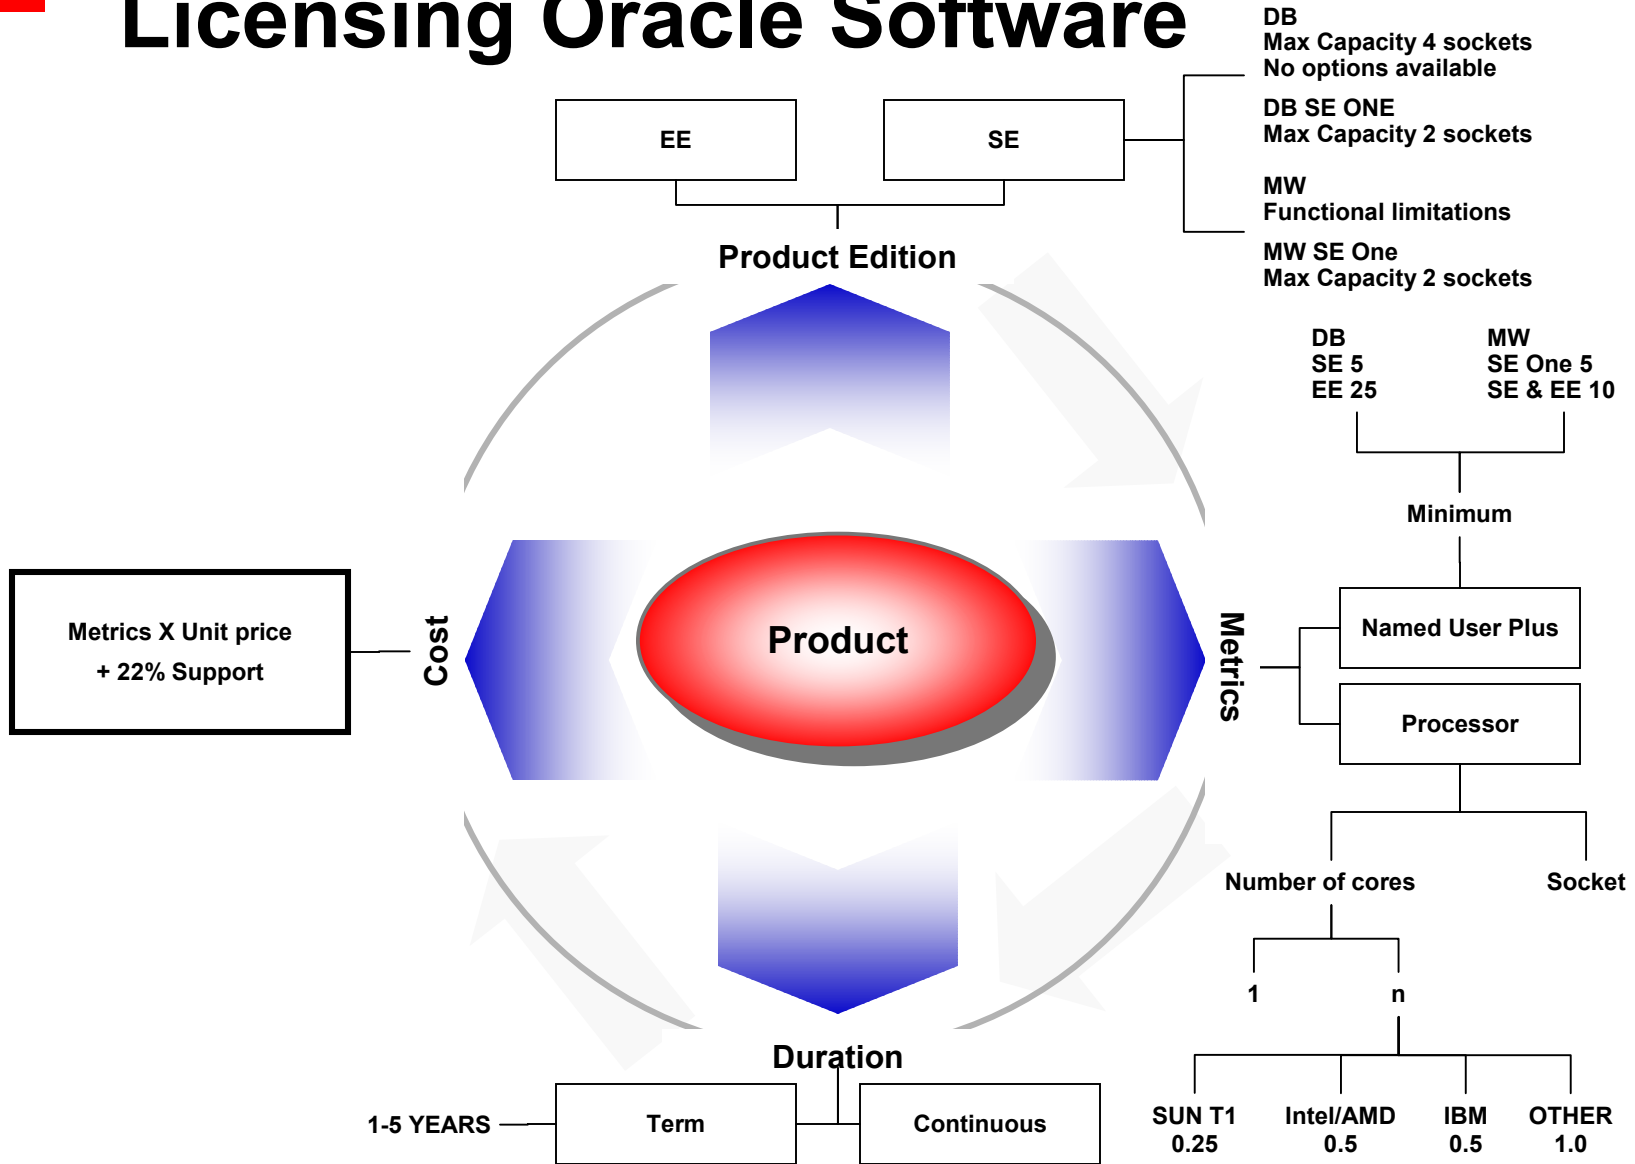 Licensing Oracle Software
DB
Max Capacity 4 sockets
No options available
DB SE ONE
Max Capacity 2 sockets
MW
Functional limitations
MW SE One
Max Capacity 2 sockets
EE
SE
Product Edition
DB
SE 5
EE 25
MW
SE One 5
SE & EE 10
Minimum
Named User Plus
Processor
Metrics
Product
Cost
Metrics X Unit price
+ 22% Support
Number of cores
Socket
1
n
SUN T1
0.25
Intel/AMD
0.5
IBM
0.5
OTHER
1.0
Duration
1-5 YEARS
Term
Continuous